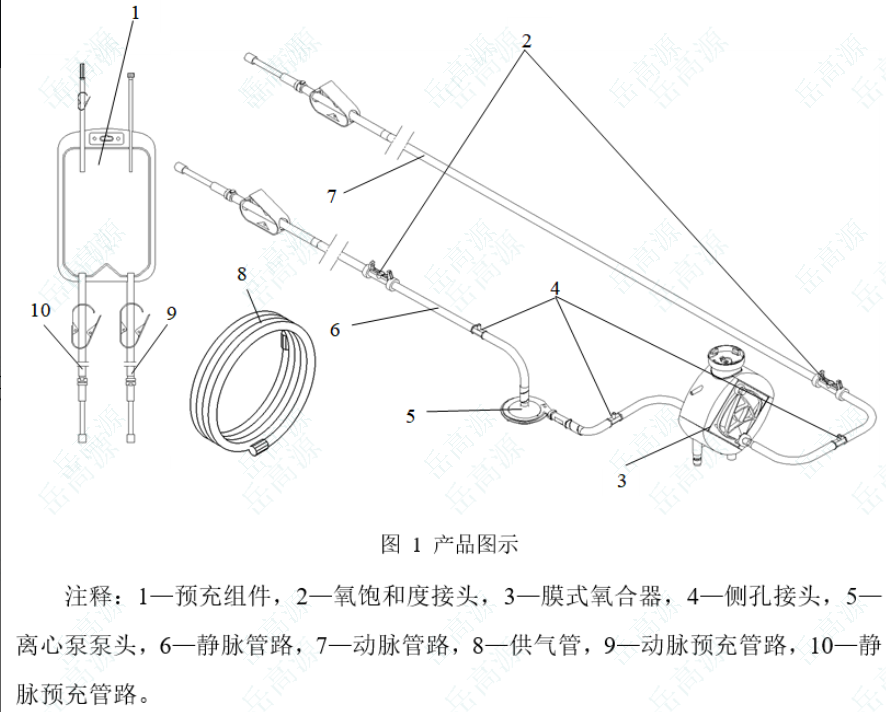 1
2
7
8
4
10
9
6
5
3
图 1 产品图示
注释：1—预充组件，2—氧饱和度接头，3—膜式氧合器，4—侧孔接头，5—
离心泵泵头，6—静脉管路，7—动脉管路，8—供气管，9—动脉预充管路，10—静
脉预充管路。
岳高源